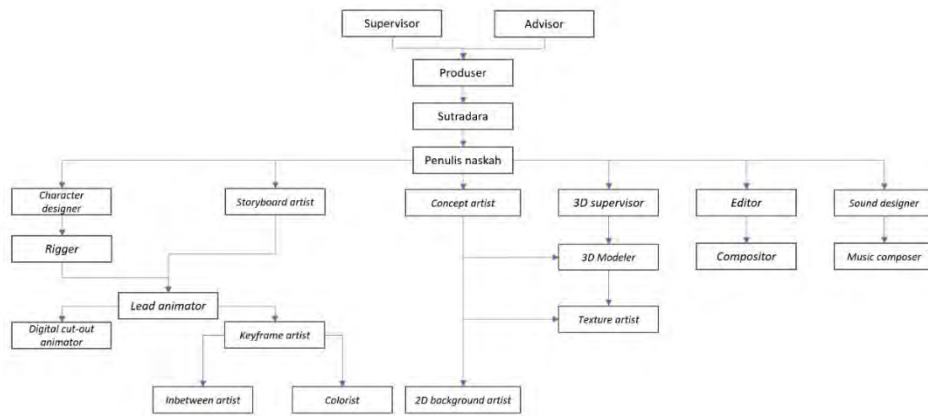 Supervisor
Advisor
Produser
Sutradara
Penulis naskah
Character
designer
Storyboard artist
Concept artist
3D supervisor
Editor
Sound designer
Rigger
3D Modeler
Compositor
Music composer
Lead animator
Digital cut-out
animator
Keyframe artist
Texture artist
Inbetween artist
Colorist
2D background artist